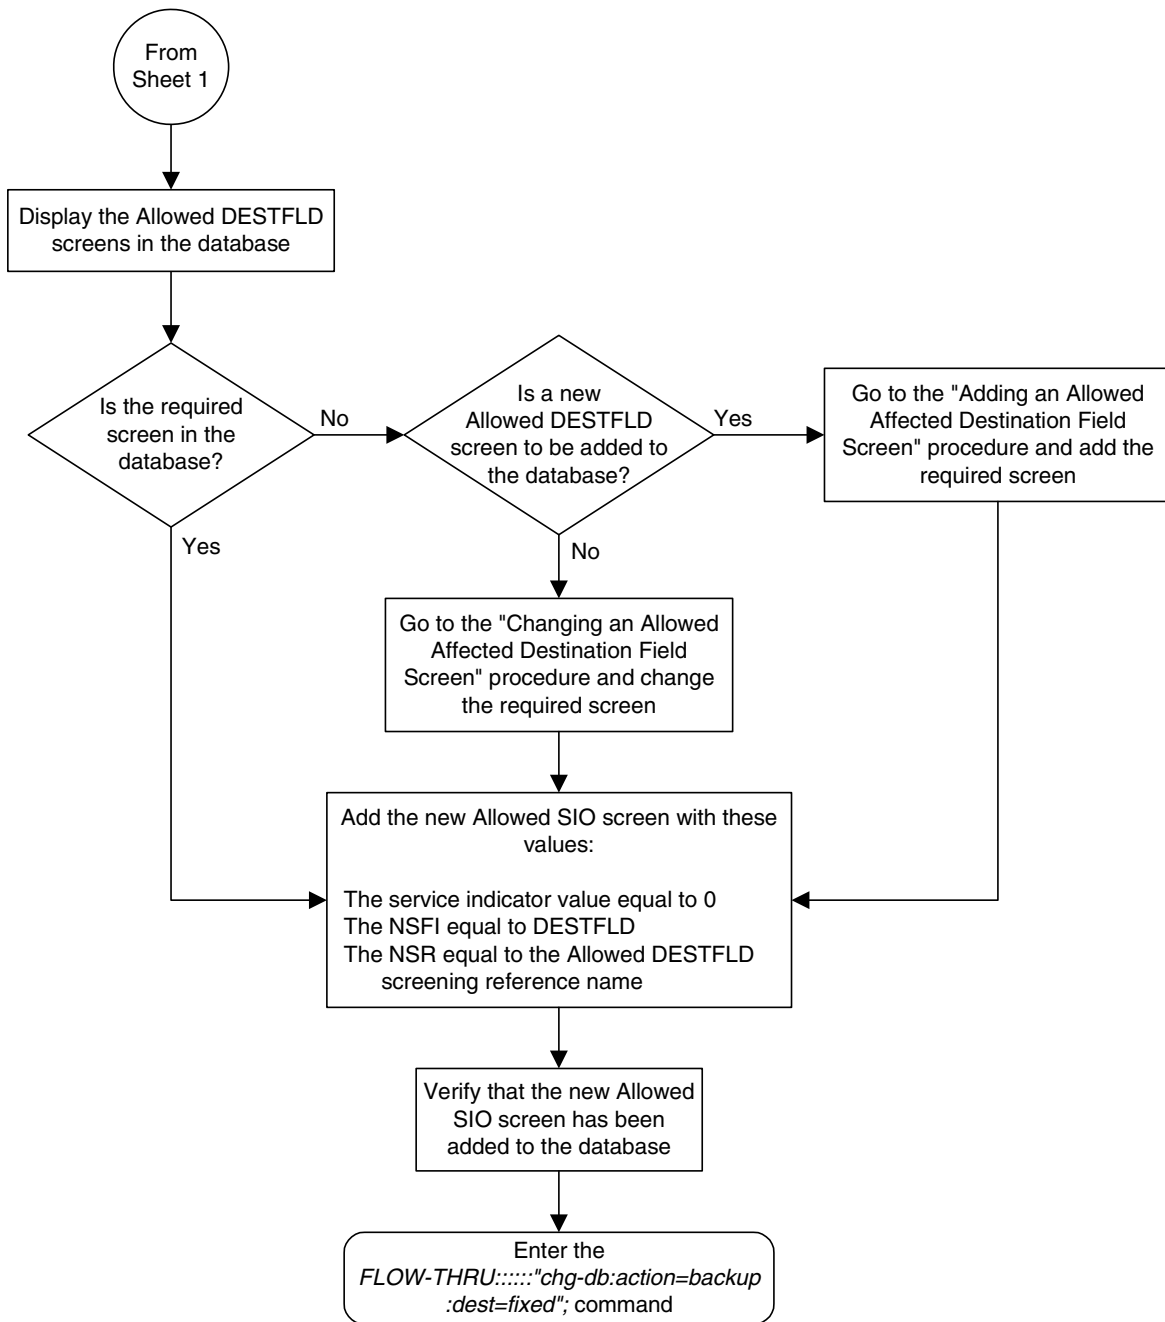 From
Sheet 1
Display the Allowed DESTFLD
screens in the database
Is the required
screen in the
database?
No
Yes
Is a new
Allowed DESTFLD
screen to be added to
the database?
Yes
No
Go to the "Adding an Allowed
Affected Destination Field
Screen" procedure and add the
required screen
Go to the "Changing an Allowed
Affected Destination Field
Screen" procedure and change
the required screen
Add the new Allowed SIO screen with these
values:
The service indicator value equal to 0
The NSFI equal to DESTFLD
The NSR equal to the Allowed DESTFLD
screening reference name
Verify that the new Allowed
SIO screen has been
added to the database
Enter the
FLOW-THRU::::::"chg-db:action=backup
:dest=fixed"; command